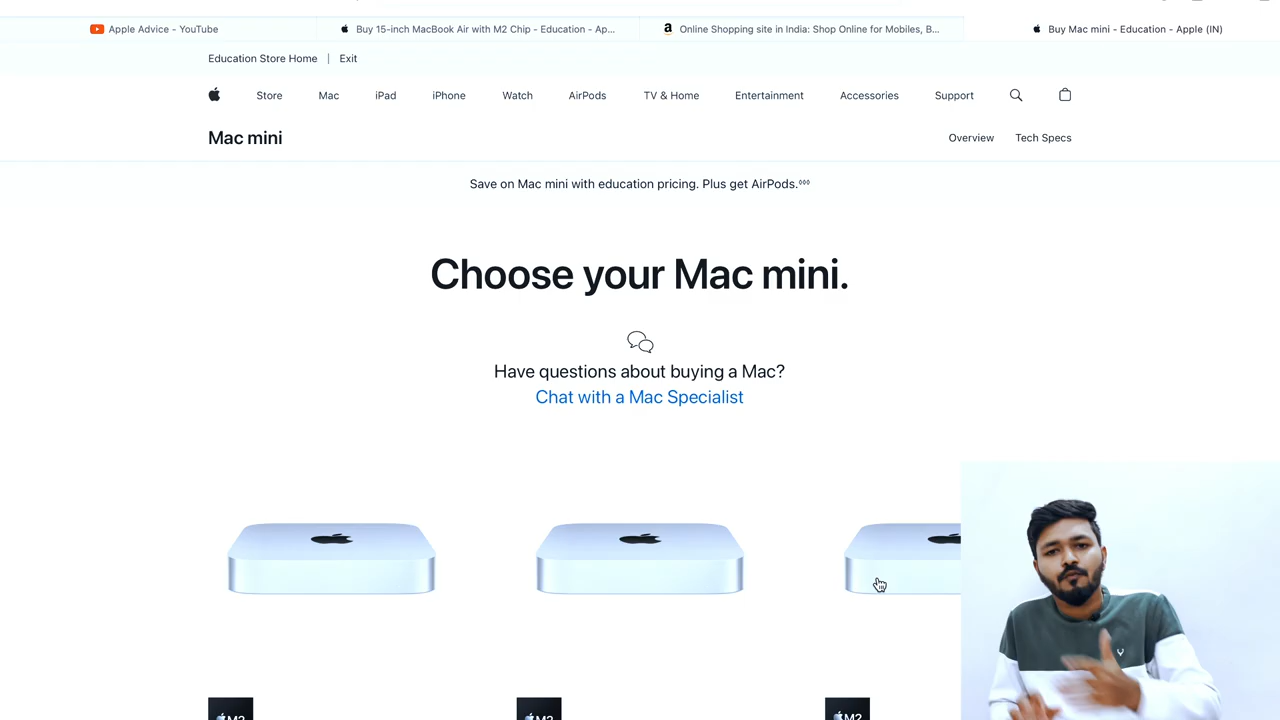 Apple Advice - YouTube
Buy 15-inch MacBook Air with M2 Chip - Education - Ap...
Online Shopping site in India: Shop Online for Mobiles, B...
Buy Mac mini - Education - Apple (IN)
Education Store Home | Exit
Store Mac iPad iPhone Watch AirPods TV & Home Entertainment Accessories Support
Mac mini
Overview Tech Specs
Save on Mac mini with education pricing. Plus get AirPods.◊◊◊
Choose your Mac mini.
Have questions about buying a Mac?
Chat with a Mac Specialist
M2 M2 M2